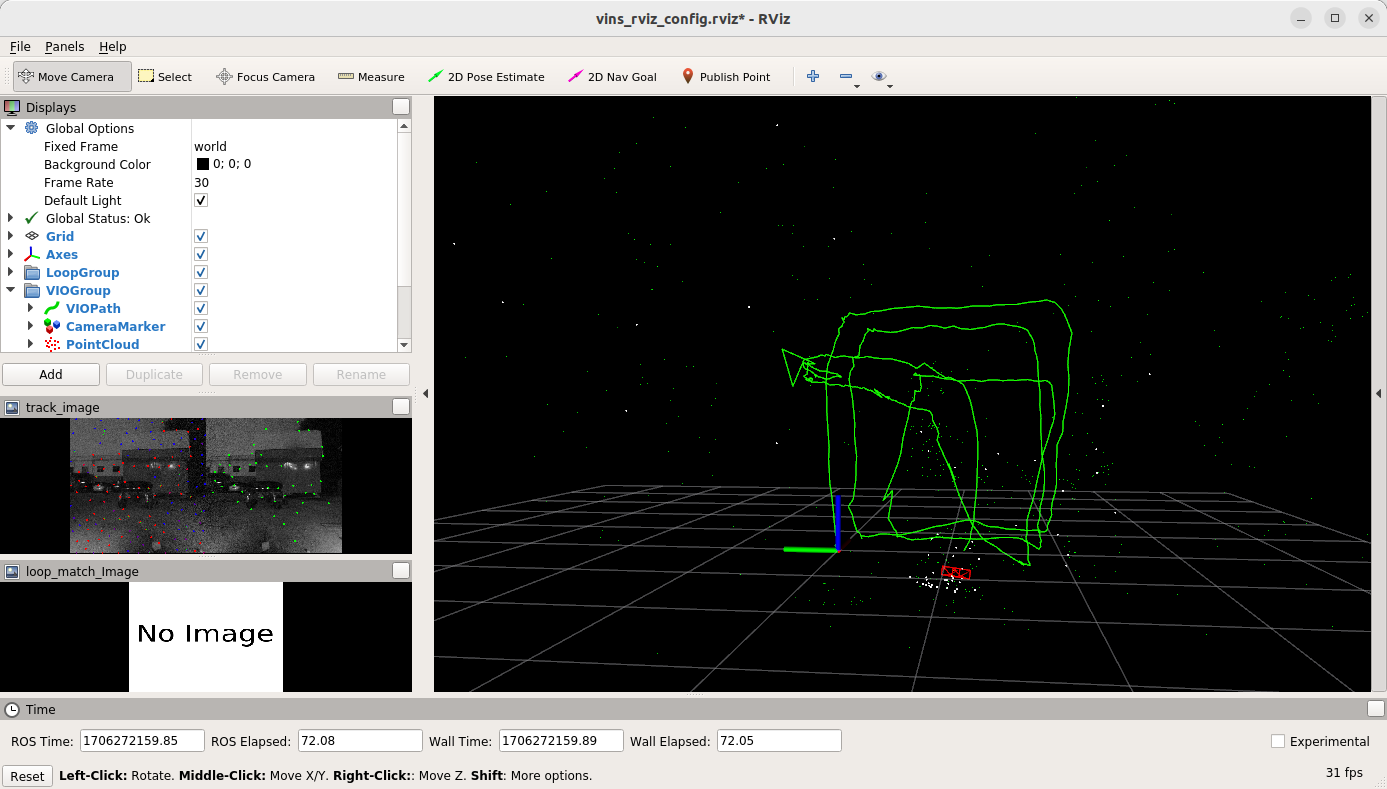 vins_rviz_config.rviz* - RViz
File Panels Help
Move Camera Select Focus Camera Measure 2D Pose Estimate 2D Nav Goal Publish Point
Displays
Global Options
Fixed Frame world
Background Color 0; 0; 0
Frame Rate 30
Default Light
Global Status: Ok
Grid
Axes
LoopGroup
VIOGroup
VIOPath
CameraMarker
PointCloud
Add Duplicate Remove Rename
track_image
loop_match_Image
No Image
Time
ROS Time: 1706272159.85 ROS Elapsed: 72.08 Wall Time: 1706272159.89 Wall Elapsed: 72.05 Experimental
Reset Left-Click: Rotate. Middle-Click: Move X/Y. Right-Click:: Move Z. Shift: More options. 31 fps